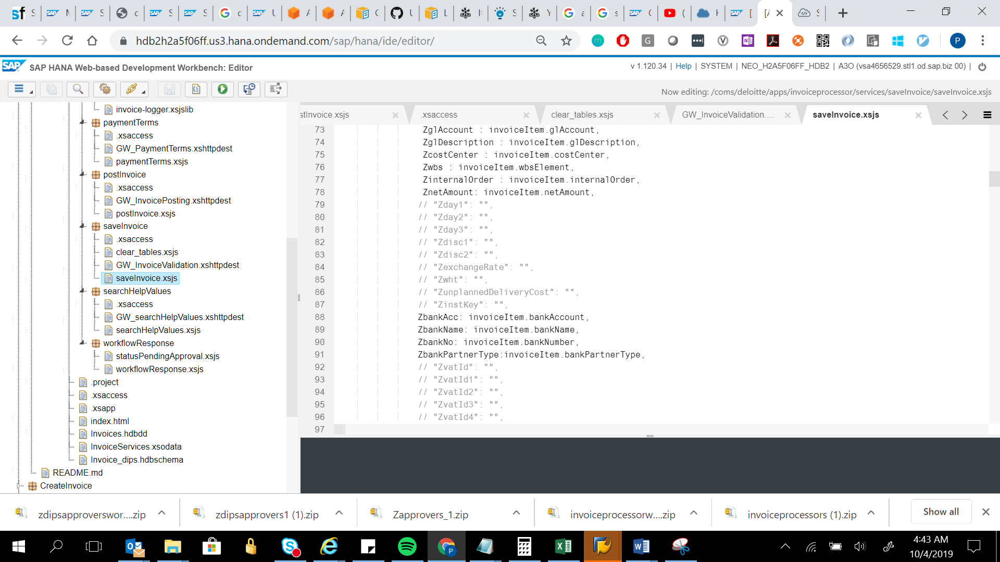 hdb2h2a5f06ff.us3.hana.ondemand.com/sap/hana/ide/editor/
SAP SAP HANA Web-based Development Workbench: Editor
v 1.120.34 | Help | SYSTEM | NEO_H2A5F06FF_HDB2 | A3O (vsa4656529.stl1.od.sap.biz 00) |
Now editing: /coms/deloitte/apps/invoiceprocessor/services/saveInvoice/saveInvoice.xsjs
invoice-logger.xsjslib
paymentTerms
.xsaccess
GW_PaymentTerms.xshttpdest
paymentTerms.xsjs
postInvoice
.xsaccess
GW_InvoicePosting.xshttpdest
postInvoice.xsjs
saveInvoice
.xsaccess
clear_tables.xsjs
GW_InvoiceValidation.xshttpdest
saveInvoice.xsjs
searchHelpValues
.xsaccess
GW_searchHelpValues.xshttpdest
searchHelpValues.xsjs
workflowResponse
statusPendingApproval.xsjs
workflowResponse.xsjs
.project
.xsaccess
.xsapp
index.html
Invoices.hdbdd
InvoiceServices.xsodata
Invoice_dips.hdbschema
README.md
CreateInvoice
stInvoice.xsjs .xsaccess clear_tables.xsjs GW_InvoiceValidation.... saveInvoice.xsjs
73 ZglAccount : invoiceItem.glAccount,
74 ZglDescription : invoiceItem.glDescription,
75 ZcostCenter : invoiceItem.costCenter,
76 Zwbs : invoiceItem.wbsElement,
77 ZinternalOrder : invoiceItem.internalOrder,
78 ZnetAmount: invoiceItem.netAmount,
79 // "Zday1": "",
80 // "Zday2": "",
81 // "Zday3": "",
82 // "Zdisc1": "",
83 // "Zdisc2": "",
84 // "ZexchangeRate": "",
85 // "Zwht": "",
86 // "ZunplannedDeliveryCost": "",
87 // "ZinstKey": "",
88 ZbankAcc: invoiceItem.bankAccount,
89 ZbankName: invoiceItem.bankName,
90 ZbankNo: invoiceItem.bankNumber,
91 ZbankPartnerType:invoiceItem.bankPartnerType,
92 // "ZvatId": "",
93 // "ZvatId1": "",
94 // "ZvatId2": "",
95 // "ZvatId3": "",
96 // "ZvatId4": "",
97
zdipsapproverswor....zip zdipsapprovers1 (1).zip Zapprovers_1.zip invoiceprocessorw....zip invoiceprocessors (1).zip Show all
4:43 AM
10/4/2019